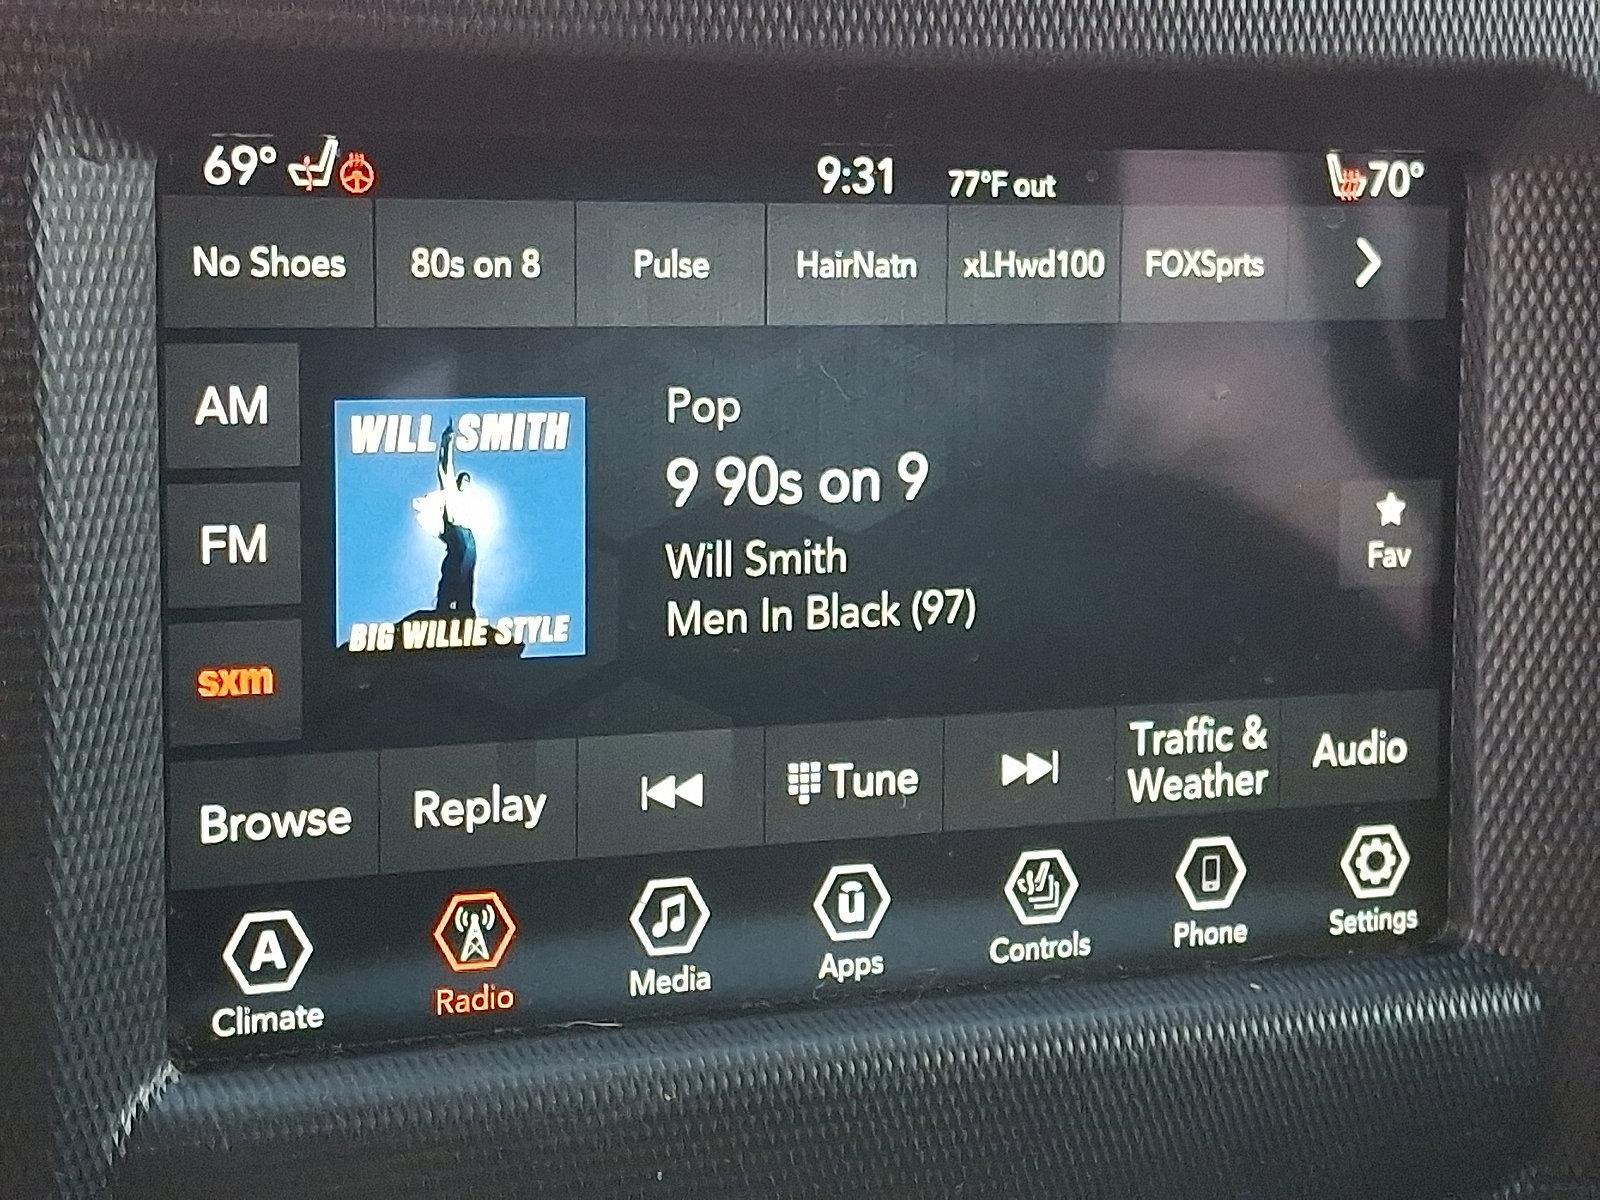 69° 9:31 77°F out 70°
No Shoes 80s on 8 Pulse HairNatn xLHwd100 FOXSprts
AM
FM
sxm
WILL SMITH
BIG WILLIE STYLE
Pop
9 90s on 9
Will Smith
Men In Black (97)
Fav
Browse Replay Tune Traffic &
Weather Audio
A ū
Climate Radio Media Apps Controls Phone Settings